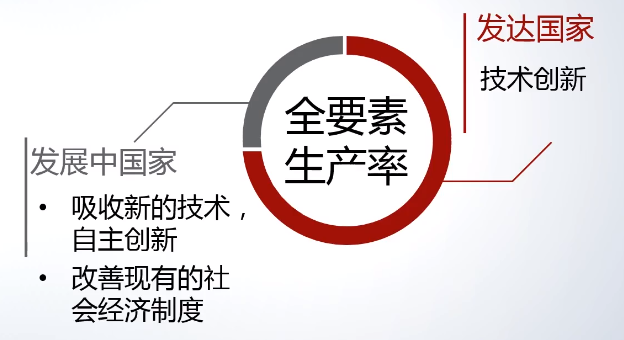 发达国家
技术创新
全要素
生产率
发展中国家
• 吸收新的技术，
自主创新
• 改善现有的社
会经济制度